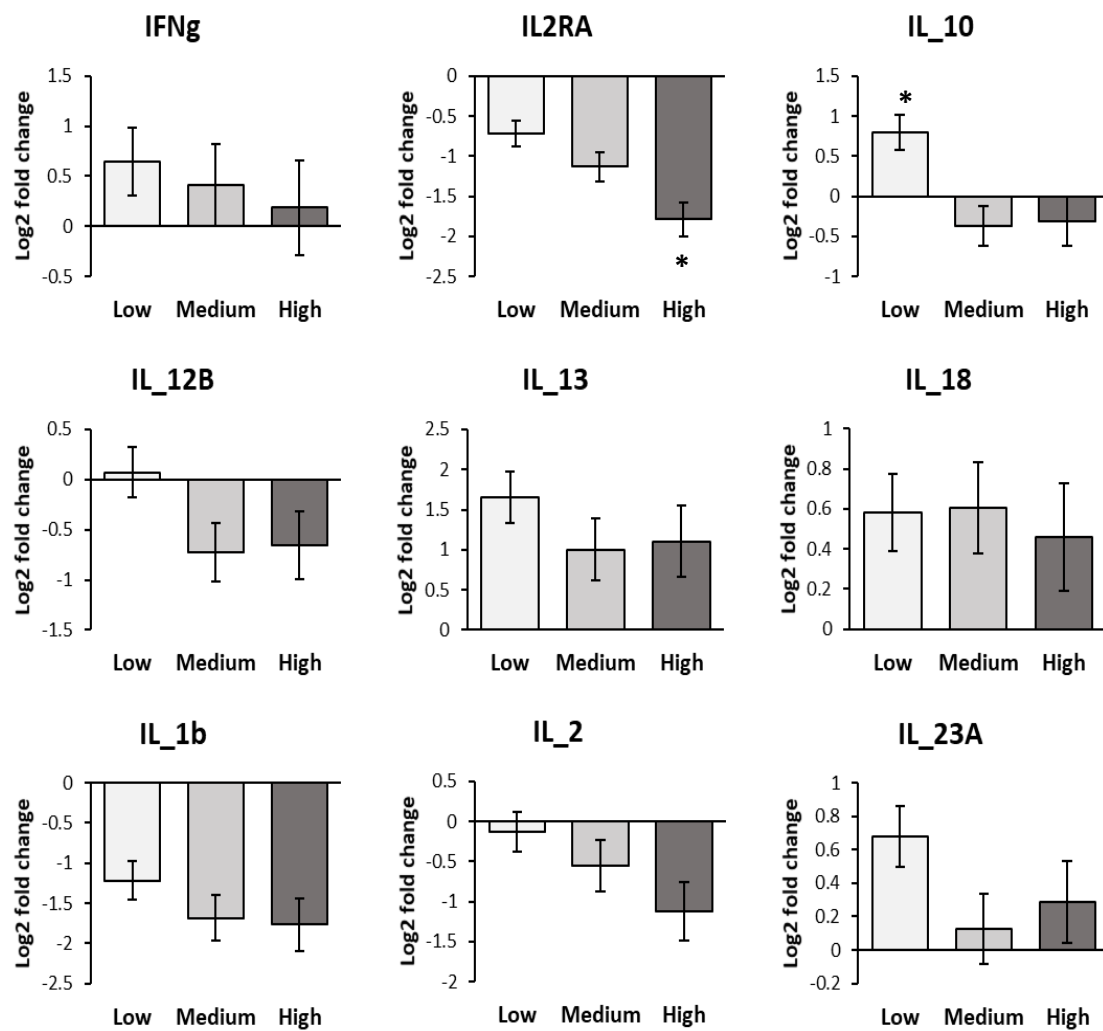 IFNg
Log2 fold change
1.5
1
0.5
0
-0.5
Low Medium High
IL2RA
Log2 fold change
0
-0.5
-1
-1.5
-2
-2.5
*
Low Medium High
IL_10
Log2 fold change
1.5
1
0.5
0
-0.5
-1
*
Low Medium High
IL_12B
Log2 fold change
0.5
0
-0.5
-1
-1.5
Low Medium High
IL_13
Log2 fold change
2.5
2
1.5
1
0.5
0
Low Medium High
IL_18
Log2 fold change
1
0.8
0.6
0.4
0.2
0
Low Medium High
IL_1b
Log2 fold change
0
-0.5
-1
-1.5
-2
-2.5
Low Medium High
IL_2
Log2 fold change
0.5
0
-0.5
-1
-1.5
-2
Low Medium High
IL_23A
Log2 fold change
1
0.8
0.6
0.4
0.2
0
-0.2
Low Medium High